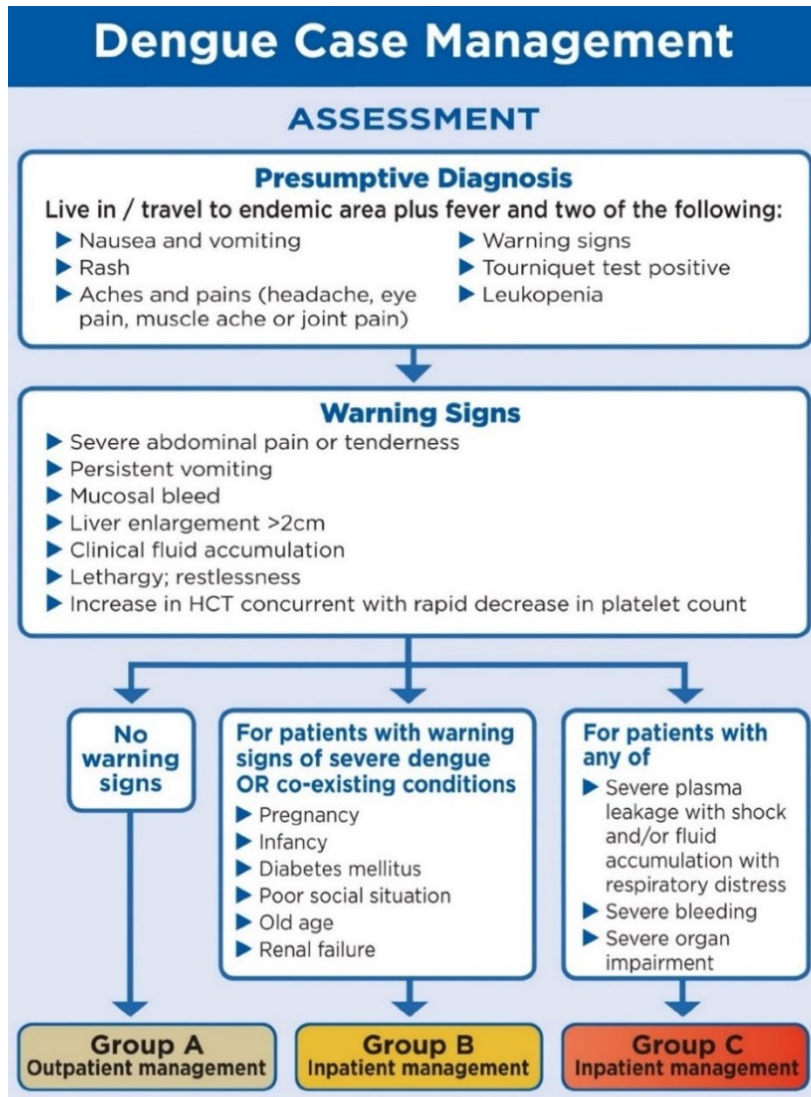 Dengue Case Management
ASSESSMENT
Presumptive Diagnosis
Live in / travel to endemic area plus fever and two of the following:
▶ Nausea and vomiting
▶ Rash
▶ Aches and pains (headache, eye
pain, muscle ache or joint pain)
▶ Warning signs
▶ Tourniquet test positive
▶ Leukopenia
Warning Signs
▶ Severe abdominal pain or tenderness
▶ Persistent vomiting
▶ Mucosal bleed
▶ Liver enlargement >2cm
▶ Clinical fluid accumulation
▶ Lethargy; restlessness
▶ Increase in HCT concurrent with rapid decrease in platelet count
No
warning
signs
For patients with warning
signs of severe dengue
OR co-existing conditions
▶ Pregnancy
▶ Infancy
▶ Diabetes mellitus
▶ Poor social situation
▶ Old age
▶ Renal failure
For patients with
any of
▶ Severe plasma
leakage with shock
and/or fluid
accumulation with
respiratory distress
▶ Severe bleeding
▶ Severe organ
impairment
Group A
Outpatient management
Group B
Inpatient management
Group C
Inpatient management